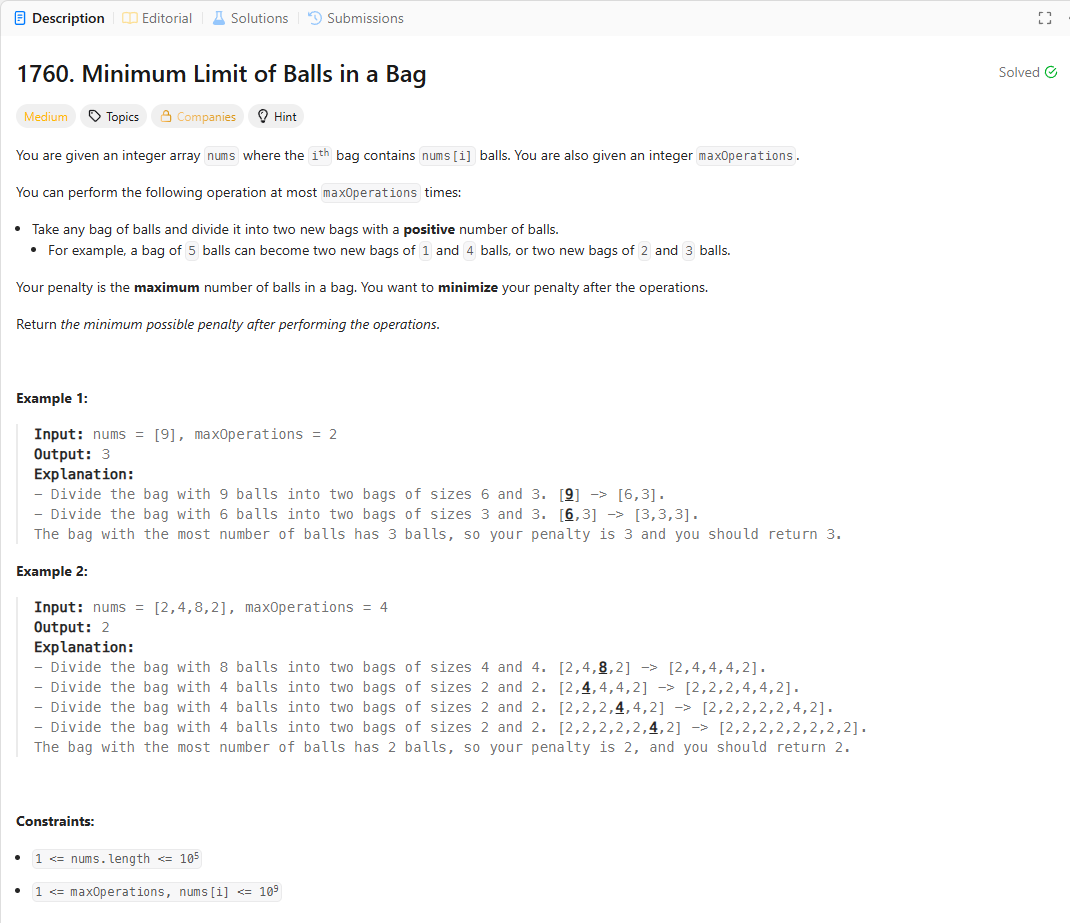 Description Editorial Solutions Submissions
1760. Minimum Limit of Balls in a Bag
Solved
Medium Topics Companies Hint
You are given an integer array nums where the ith bag contains nums[i] balls. You are also given an integer maxOperations.
You can perform the following operation at most maxOperations times:
• Take any bag of balls and divide it into two new bags with a positive number of balls.
• For example, a bag of 5 balls can become two new bags of 1 and 4 balls, or two new bags of 2 and 3 balls.
Your penalty is the maximum number of balls in a bag. You want to minimize your penalty after the operations.
Return the minimum possible penalty after performing the operations.
Example 1:
Input: nums = [9], maxOperations = 2
Output: 3
Explanation:
- Divide the bag with 9 balls into two bags of sizes 6 and 3. [9] -> [6,3].
- Divide the bag with 6 balls into two bags of sizes 3 and 3. [6,3] -> [3,3,3].
The bag with the most number of balls has 3 balls, so your penalty is 3 and you should return 3.
Example 2:
Input: nums = [2,4,8,2], maxOperations = 4
Output: 2
Explanation:
- Divide the bag with 8 balls into two bags of sizes 4 and 4. [2,4,8,2] -> [2,4,4,4,2].
- Divide the bag with 4 balls into two bags of sizes 2 and 2. [2,4,4,4,2] -> [2,2,2,4,4,2].
- Divide the bag with 4 balls into two bags of sizes 2 and 2. [2,2,2,4,4,2] -> [2,2,2,2,2,4,2].
- Divide the bag with 4 balls into two bags of sizes 2 and 2. [2,2,2,2,2,4,2] -> [2,2,2,2,2,2,2,2].
The bag with the most number of balls has 2 balls, so your penalty is 2, and you should return 2.
Constraints:
• 1 <= nums.length <= 10⁵
• 1 <= maxOperations, nums[i] <= 10⁹